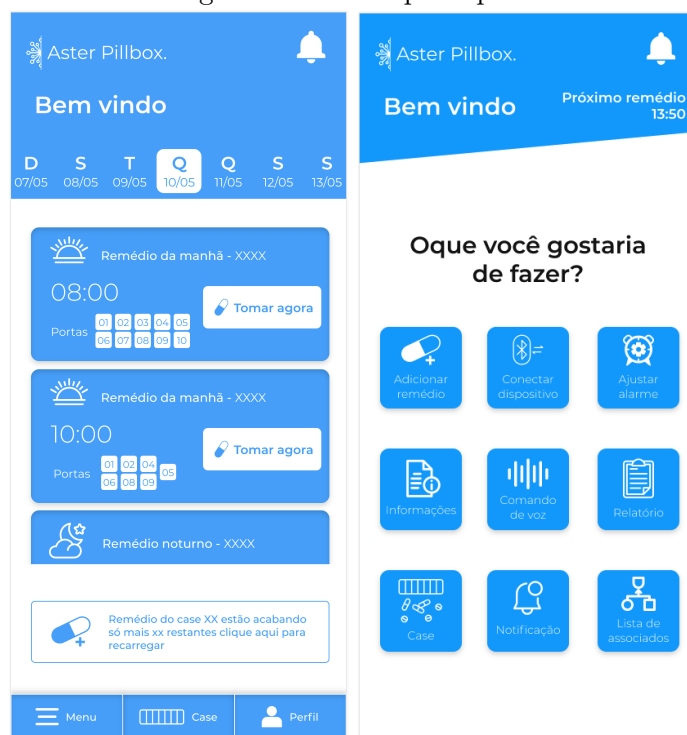 Aster Pillbox.
Bem vindo
D S T Q Q S S
07/05 08/05 09/05 10/05 11/05 12/05 13/05
Remédio da manhã - XXXX
08:00
Tomar agora
Portas
01 02 03 04 05
06 07 08 09 10
Remédio da manhã - XXXX
10:00
Tomar agora
Portas
01 02 04 05
06 08 09
Remédio noturno - XXXX
Remédio do case XX estão acabando
só mais xx restantes clique aqui para
recarregar
Menu
Case
Perfil
Aster Pillbox.
Bem vindo
Próximo remédio
13:50
Oque você gostaria
de fazer?
Adicionar
remédio
Conectar
dispositivo
Ajustar
alarme
Informações
Comando
de voz
Relatório
Case
Notificação
Lista de
associados